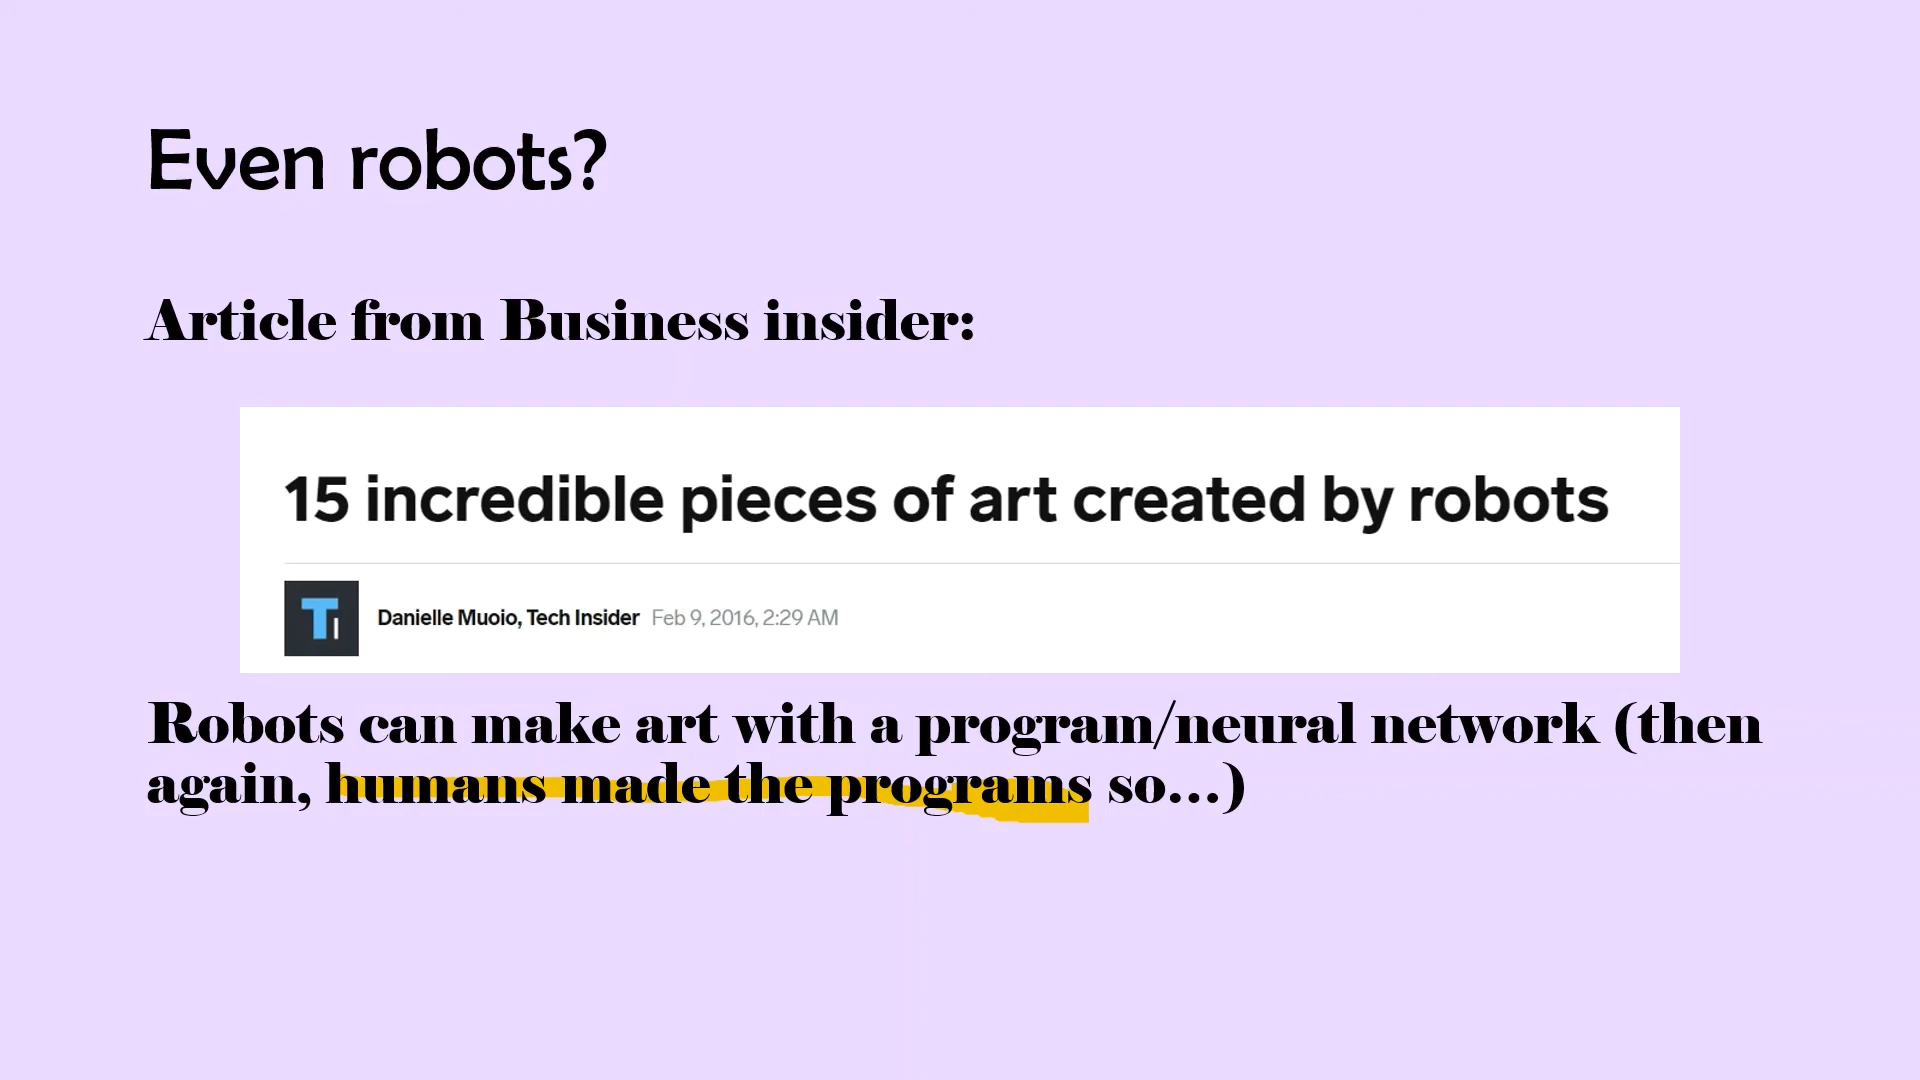 Even robots?
Article from Business insider:
15 incredible pieces of art created by robots
TI
Danielle Muoio, Tech Insider Feb 9, 2016, 2:29 AM
Robots can make art with a program/neural network (then
again, humans made the programs so...)